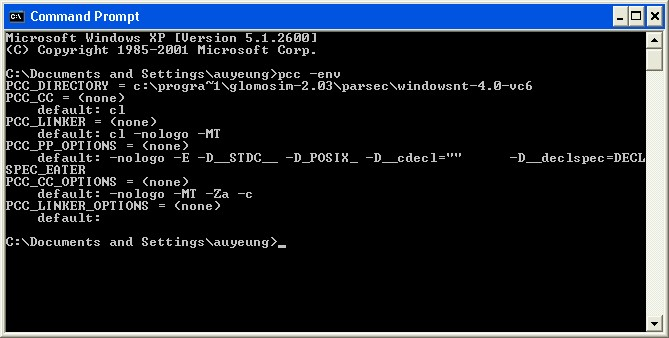 Command Prompt
Microsoft Windows XP [Version 5.1.2600]
(C) Copyright 1985-2001 Microsoft Corp.
C:\Documents and Settings\auyeung>pcc -env
PCC_DIRECTORY = c:\progra~1\glomosim-2.03\parsec\windowsnt-4.0-vc6
PCC_CC = (none)
    default: cl
PCC_LINKER = (none)
    default: cl -nologo -MT
PCC_PP_OPTIONS = (none)
    default: -nologo -E -D__STDC__ -D_POSIX_ -D__cdecl=""      -D__declspec=DECL
SPEC_EATER
PCC_CC_OPTIONS = (none)
    default: -nologo -MT -Za -c
PCC_LINKER_OPTIONS = (none)
    default:
C:\Documents and Settings\auyeung>_